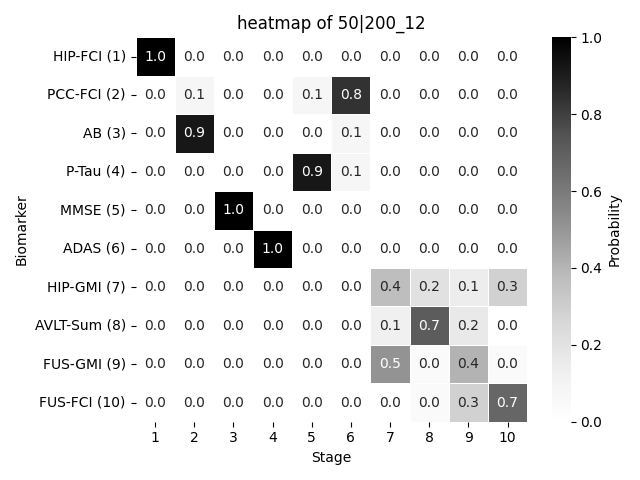 heatmap of 50|200_12
HIP-FCI (1) 1.0 0.0 0.0 0.0 0.0 0.0 0.0 0.0 0.0 0.0
PCC-FCI (2) 0.0 0.1 0.0 0.0 0.1 0.8 0.0 0.0 0.0 0.0
AB (3) 0.0 0.9 0.0 0.0 0.0 0.1 0.0 0.0 0.0 0.0
P-Tau (4) 0.0 0.0 0.0 0.0 0.9 0.1 0.0 0.0 0.0 0.0
MMSE (5) 0.0 0.0 1.0 0.0 0.0 0.0 0.0 0.0 0.0 0.0
ADAS (6) 0.0 0.0 0.0 1.0 0.0 0.0 0.0 0.0 0.0 0.0
HIP-GMI (7) 0.0 0.0 0.0 0.0 0.0 0.0 0.4 0.2 0.1 0.3
AVLT-Sum (8) 0.0 0.0 0.0 0.0 0.0 0.0 0.1 0.7 0.2 0.0
FUS-GMI (9) 0.0 0.0 0.0 0.0 0.0 0.0 0.5 0.0 0.4 0.0
FUS-FCI (10) 0.0 0.0 0.0 0.0 0.0 0.0 0.0 0.0 0.3 0.7
1 2 3 4 5 6 7 8 9 10
Stage
Biomarker
1.0
0.8
0.6
0.4
0.2
0.0
Probability